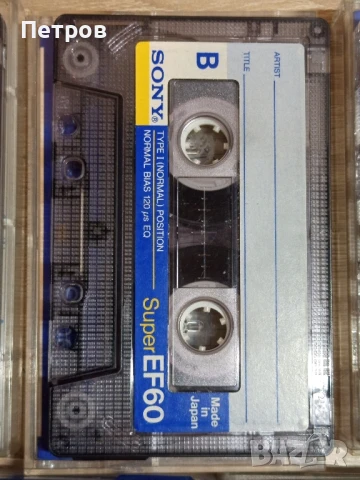 Петров
B
ARTIST
TITLE
SONY®
TYPE I (NORMAL) POSITION
NORMAL BIAS 120 µs EQ
Super EF60
Made
in
Japan
BAZAR